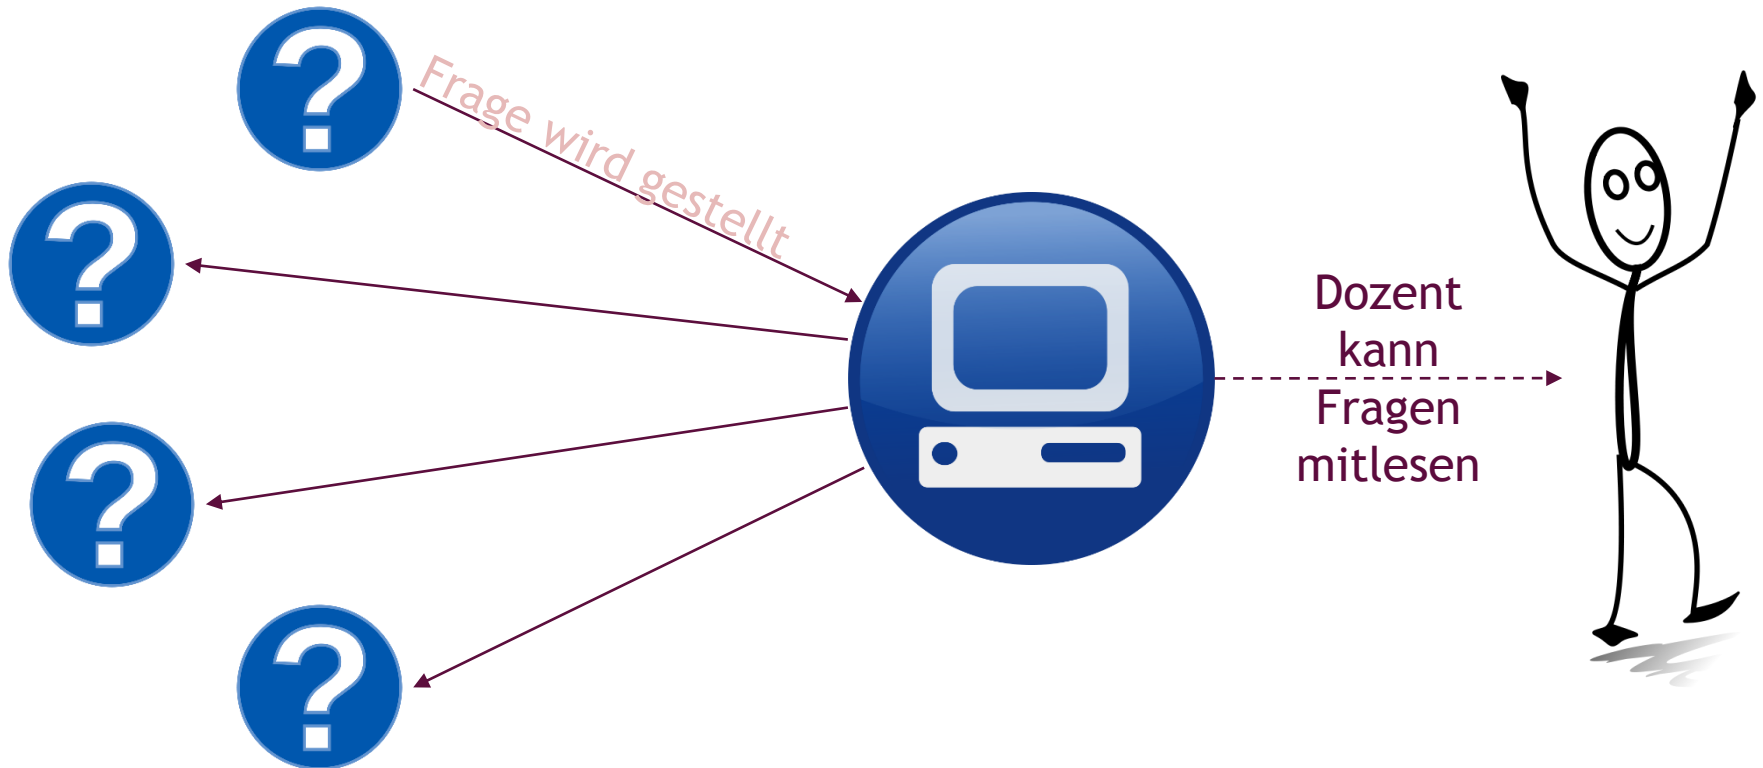 Frage wird gestellt
Dozent
kann
Fragen
mitlesen